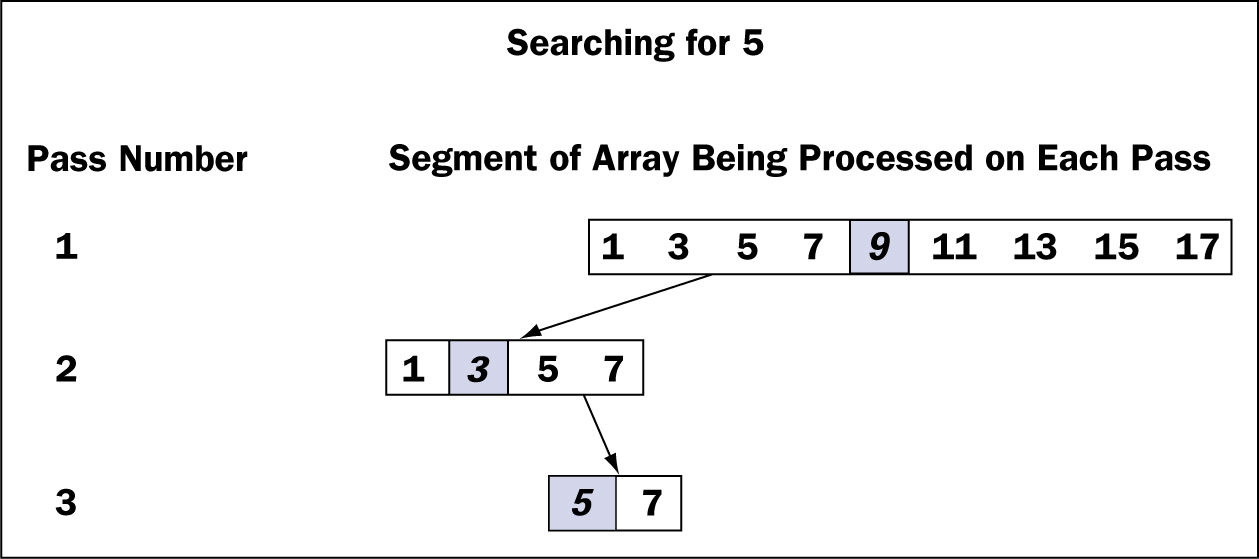 Searching for 5
Pass Number Segment of Array Being Processed on Each Pass
1 1 3 5 7 9 11 13 15 17
2 1 3 5 7
3 5 7